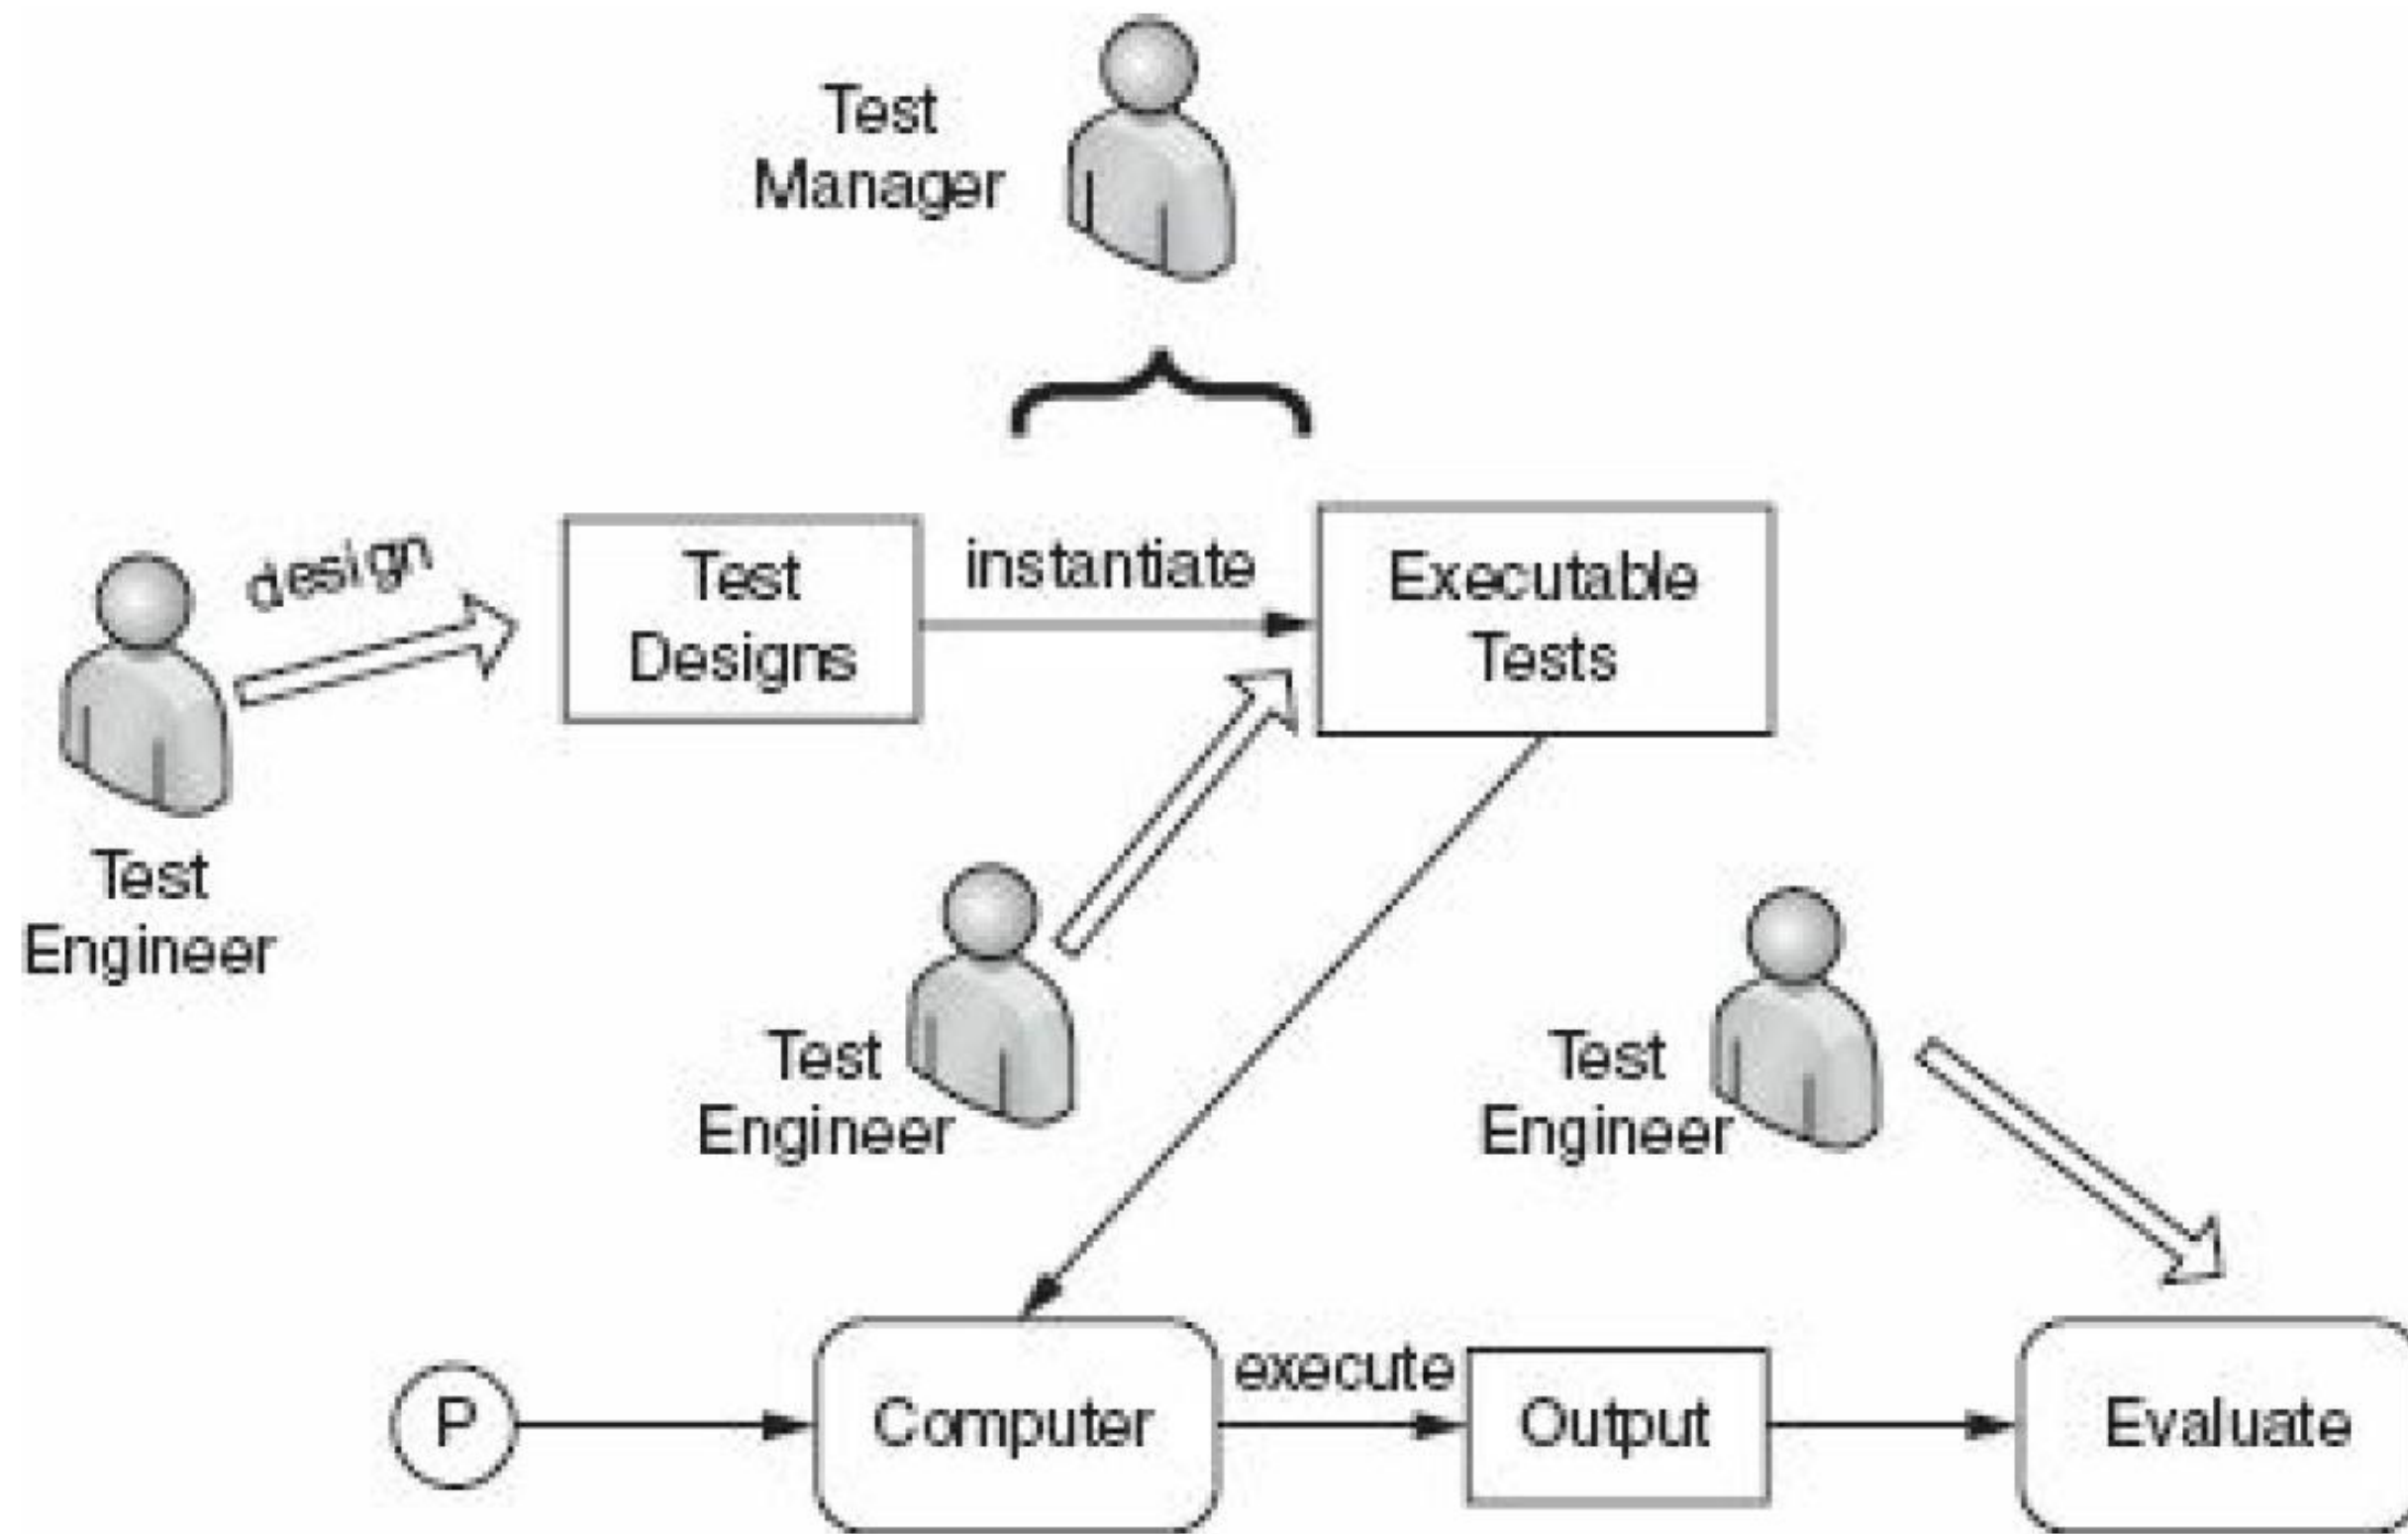 Test
Manager
design
Test
Designs
instantiate
Executable
Tests
Test
Engineer
Test
Engineer
Test
Engineer
P
Computer
execute
Output
Evaluate